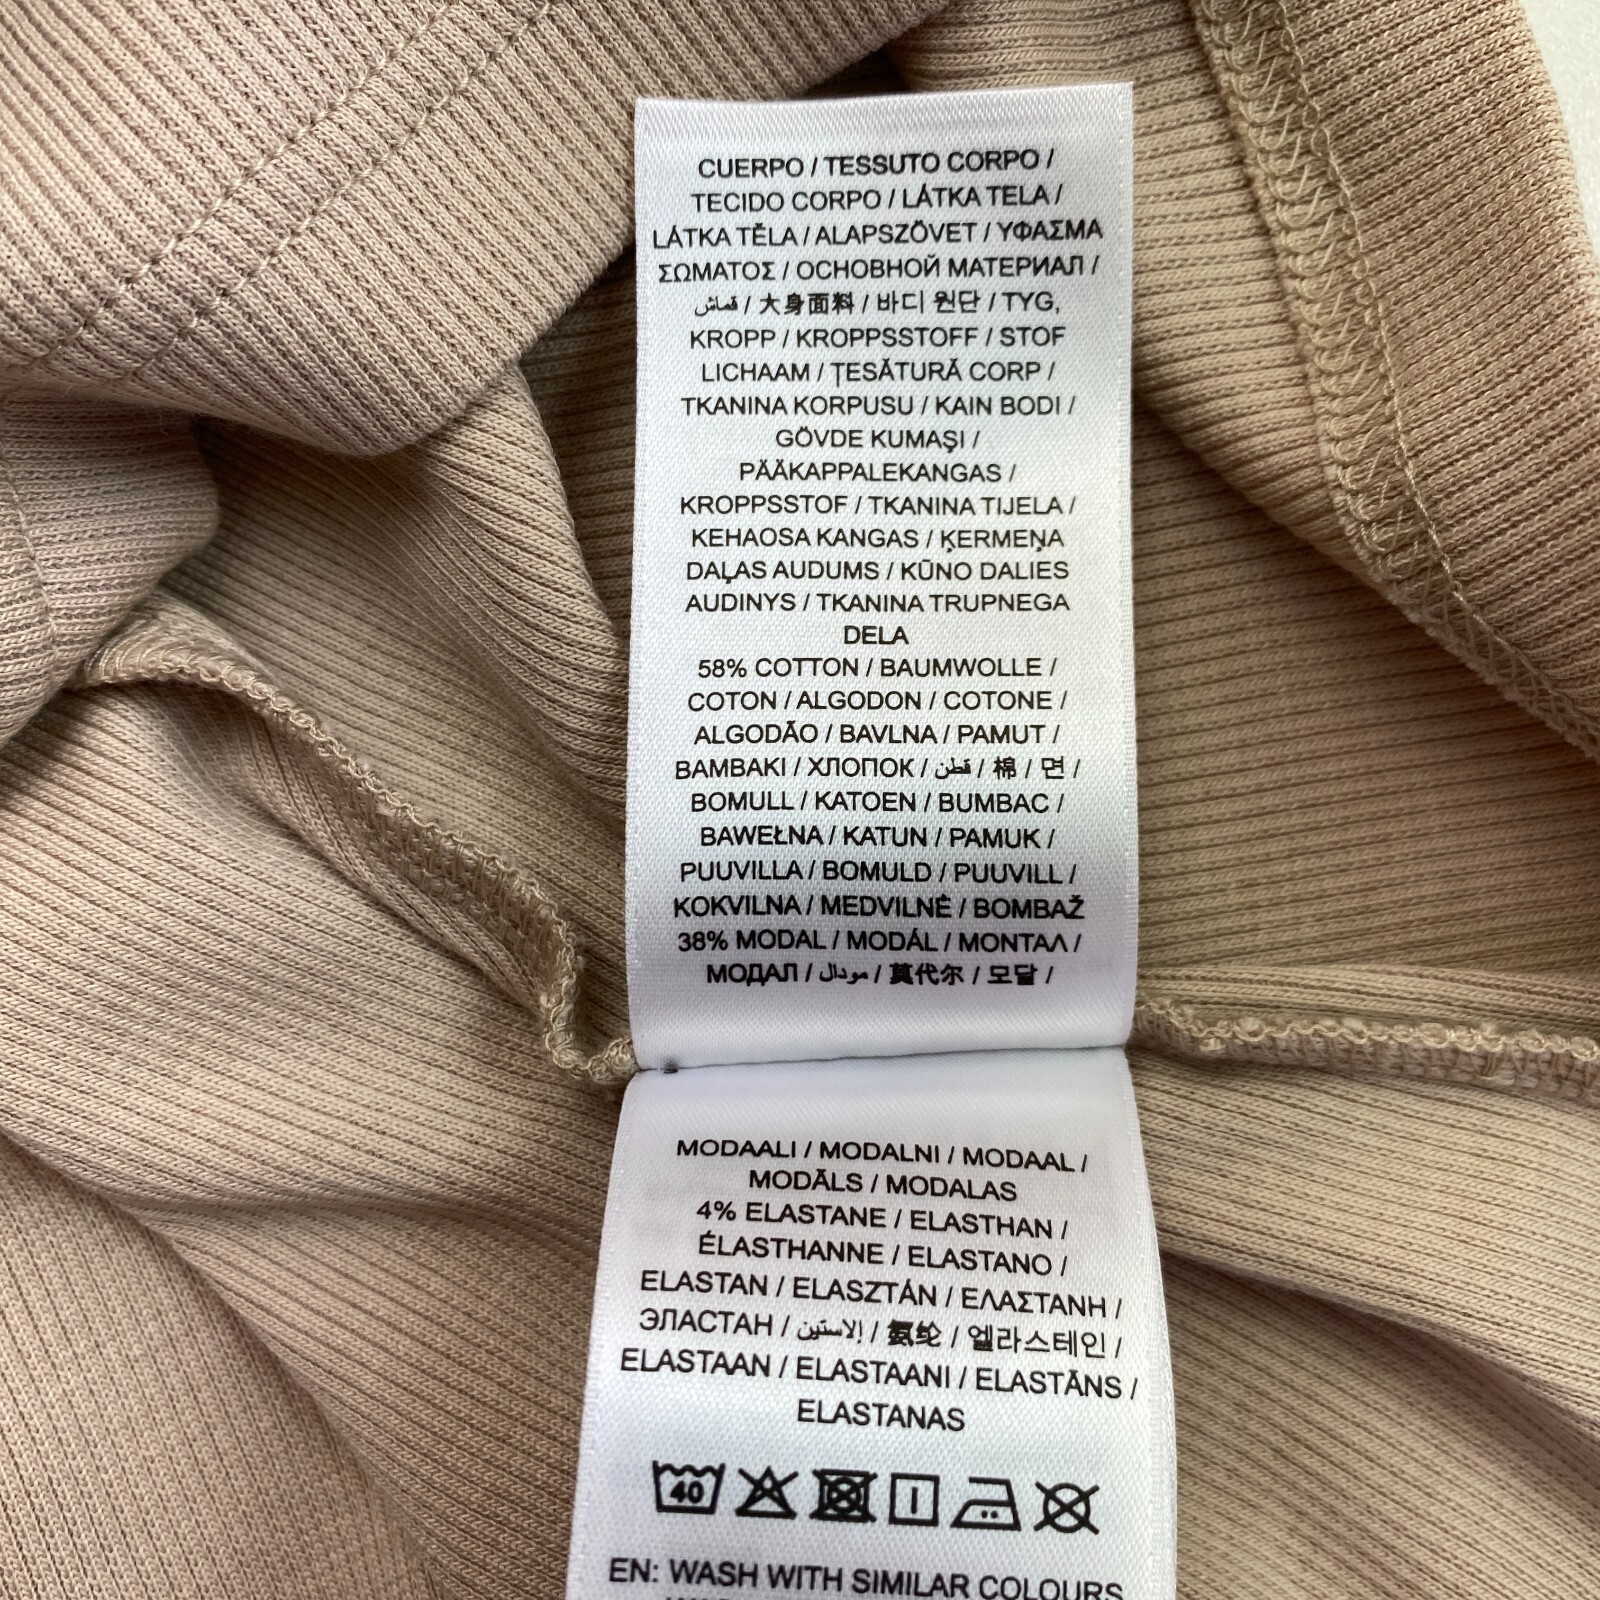 CUERPO / TESSUTO CORPO /
TECIDO CORPO / LÁTKA TELA /
LÁTKA TĚLA / ALAPSZÖVET / ΥΦΑΣΜΑ
ΣΩΜΑΤΟΣ / ОСНОВНОЙ МАТЕРИАЛ /
قماش / 大身面料 / 바디 원단 / TYG,
KROPP / KROPPSSTOFF / STOF
LICHAAM / ȚESĂTURĂ CORP /
TKANINA KORPUSU / KAIN BODI /
GÖVDE KUMAŞI /
PÄÄKAPPALEKANGAS /
KROPPSSTOF / TKANINA TIJELA /
KEHAOSA KANGAS / ĶERMEŅA
DAĻAS AUDUMS / KŪNO DALIES
AUDINYS / TKANINA TRUPNEGA
DELA
58% COTTON / BAUMWOLLE /
COTON / ALGODON / COTONE /
ALGODÃO / BAVLNA / PAMUT /
BAMBAKI / ХЛОПОК / قطن / 棉 / 면 /
BOMULL / KATOEN / BUMBAC /
BAWEŁNA / KATUN / PAMUK /
PUUVILLA / BOMULD / PUUVILL /
KOKVILNA / MEDVILNĖ / BOMBAŽ
38% MODAL / MODÁL / ΜΟΝΤΑΛ /
МОДАЛ / مودال / 莫代尔 / 모달 /
MODAALI / MODALNI / MODAAL /
MODĀLS / MODALAS
4% ELASTANE / ELASTHAN /
ÉLASTHANNE / ELASTANO /
ELASTAN / ELASZTÁN / ΕΛΑΣΤΑΝΗ /
ЭЛАСТАН / الاستين / 氨纶 / 엘라스테인 /
ELASTAAN / ELASTAANI / ELASTĀNS /
ELASTANAS
40
EN: WASH WITH SIMILAR COLOURS